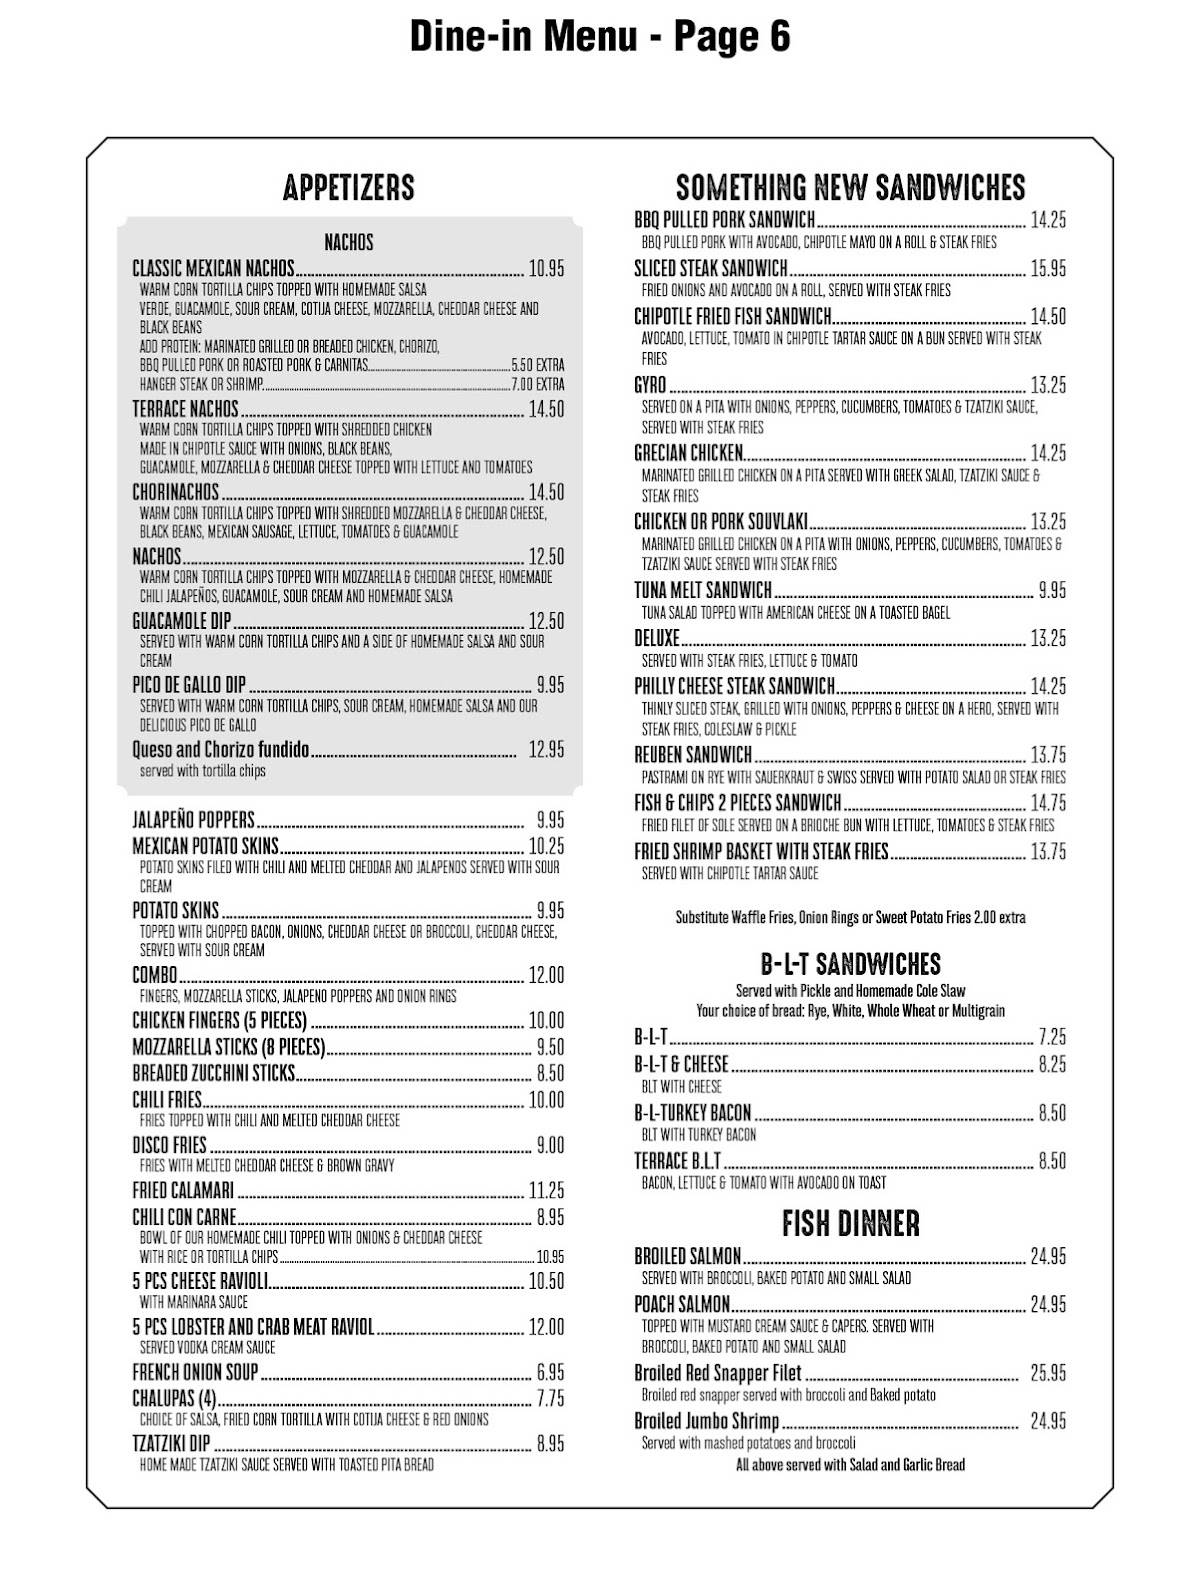 Dine-in Menu - Page 6
APPETIZERS
NACHOS
CLASSIC MEXICAN NACHOS 10.95
WARM CORN TORTILLA CHIPS TOPPED WITH HOMEMADE SALSA
VERDE, GUACAMOLE, SOUR CREAM, COTIJA CHEESE, MOZZARELLA, CHEDDAR CHEESE AND
BLACK BEANS
ADD PROTEIN: MARINATED GRILLED OR BREADED CHICKEN, CHORIZO,
BBQ PULLED PORK OR ROASTED PORK & CARNITAS 5.50 EXTRA
HANGER STEAK OR SHRIMP 7.00 EXTRA
TERRACE NACHOS 14.50
WARM CORN TORTILLA CHIPS TOPPED WITH SHREDDED CHICKEN
MADE IN CHIPOTLE SAUCE WITH ONIONS, BLACK BEANS,
GUACAMOLE, MOZZARELLA & CHEDDAR CHEESE TOPPED WITH LETTUCE AND TOMATOES
CHORINACHOS 14.50
WARM CORN TORTILLA CHIPS TOPPED WITH SHREDDED MOZZARELLA & CHEDDAR CHEESE,
BLACK BEANS, MEXICAN SAUSAGE, LETTUCE, TOMATOES & GUACAMOLE
NACHOS 12.50
WARM CORN TORTILLA CHIPS TOPPED WITH MOZZARELLA & CHEDDAR CHEESE, HOMEMADE
CHILI JALAPEÑOS, GUACAMOLE, SOUR CREAM AND HOMEMADE SALSA
GUACAMOLE DIP 12.50
SERVED WITH WARM CORN TORTILLA CHIPS AND A SIDE OF HOMEMADE SALSA AND SOUR
CREAM
PICO DE GALLO DIP 9.95
SERVED WITH WARM CORN TORTILLA CHIPS, SOUR CREAM, HOMEMADE SALSA AND OUR
DELICIOUS PICO DE GALLO
Queso and Chorizo fundido 12.95
served with tortilla chips
JALAPEÑO POPPERS 9.95
MEXICAN POTATO SKINS 10.25
POTATO SKINS FILED WITH CHILI AND MELTED CHEDDAR AND JALAPENOS SERVED WITH SOUR
CREAM
POTATO SKINS 9.95
TOPPED WITH CHOPPED BACON, ONIONS, CHEDDAR CHEESE OR BROCCOLI, CHEDDAR CHEESE,
SERVED WITH SOUR CREAM
COMBO 12.00
FINGERS, MOZZARELLA STICKS, JALAPENO POPPERS AND ONION RINGS
CHICKEN FINGERS (5 PIECES) 10.00
MOZZARELLA STICKS (8 PIECES) 9.50
BREADED ZUCCHINI STICKS 8.50
CHILI FRIES 10.00
FRIES TOPPED WITH CHILI AND MELTED CHEDDAR CHEESE
DISCO FRIES 9.00
FRIES WITH MELTED CHEDDAR CHEESE & BROWN GRAVY
FRIED CALAMARI 11.25
CHILI CON CARNE 8.95
BOWL OF OUR HOMEMADE CHILI TOPPED WITH ONIONS & CHEDDAR CHEESE
WITH RICE OR TORTILLA CHIPS 10.95
5 PCS CHEESE RAVIOLI 10.50
WITH MARINARA SAUCE
5 PCS LOBSTER AND CRAB MEAT RAVIOL 12.00
SERVED VODKA CREAM SAUCE
FRENCH ONION SOUP 6.95
CHALUPAS (4) 7.75
CHOICE OF SALSA, FRIED CORN TORTILLA WITH COTIJA CHEESE & RED ONIONS
TZATZIKI DIP 8.95
HOME MADE TZATZIKI SAUCE SERVED WITH TOASTED PITA BREAD
SOMETHING NEW SANDWICHES
BBQ PULLED PORK SANDWICH 14.25
BBQ PULLED PORK WITH AVOCADO, CHIPOTLE MAYO ON A ROLL & STEAK FRIES
SLICED STEAK SANDWICH 15.95
FRIED ONIONS AND AVOCADO ON A ROLL, SERVED WITH STEAK FRIES
CHIPOTLE FRIED FISH SANDWICH 14.50
AVOCADO, LETTUCE, TOMATO IN CHIPOTLE TARTAR SAUCE ON A BUN SERVED WITH STEAK
FRIES
GYRO 13.25
SERVED ON A PITA WITH ONIONS, PEPPERS, CUCUMBERS, TOMATOES & TZATZIKI SAUCE,
SERVED WITH STEAK FRIES
GRECIAN CHICKEN 14.25
MARINATED GRILLED CHICKEN ON A PITA SERVED WITH GREEK SALAD, TZATZIKI SAUCE &
STEAK FRIES
CHICKEN OR PORK SOUVLAKI 13.25
MARINATED GRILLED CHICKEN ON A PITA WITH ONIONS, PEPPERS, CUCUMBERS, TOMATOES &
TZATZIKI SAUCE SERVED WITH STEAK FRIES
TUNA MELT SANDWICH 9.95
TUNA SALAD TOPPED WITH AMERICAN CHEESE ON A TOASTED BAGEL
DELUXE 13.25
SERVED WITH STEAK FRIES, LETTUCE & TOMATO
PHILLY CHEESE STEAK SANDWICH 14.25
THINLY SLICED STEAK, GRILLED WITH ONIONS, PEPPERS & CHEESE ON A HERO, SERVED WITH
STEAK FRIES, COLESLAW & PICKLE
REUBEN SANDWICH 13.75
PASTRAMI ON RYE WITH SAUERKRAUT & SWISS SERVED WITH POTATO SALAD OR STEAK FRIES
FISH & CHIPS 2 PIECES SANDWICH 14.75
FRIED FILET OF SOLE SERVED ON A BRIOCHE BUN WITH LETTUCE, TOMATOES & STEAK FRIES
FRIED SHRIMP BASKET WITH STEAK FRIES 13.75
SERVED WITH CHIPOTLE TARTAR SAUCE
Substitute Waffle Fries, Onion Rings or Sweet Potato Fries 2.00 extra
B-L-T SANDWICHES
Served with Pickle and Homemade Cole Slaw
Your choice of bread: Rye, White, Whole Wheat or Multigrain
B-L-T 7.25
B-L-T & CHEESE 8.25
BLT WITH CHEESE
B-L-TURKEY BACON 8.50
BLT WITH TURKEY BACON
TERRACE B.L.T 8.50
BACON, LETTUCE & TOMATO WITH AVOCADO ON TOAST
FISH DINNER
BROILED SALMON 24.95
SERVED WITH BROCCOLI, BAKED POTATO AND SMALL SALAD
POACH SALMON 24.95
TOPPED WITH MUSTARD CREAM SAUCE & CAPERS. SERVED WITH
BROCCOLI, BAKED POTATO AND SMALL SALAD
Broiled Red Snapper Filet 25.95
Broiled red snapper served with broccoli and Baked potato
Broiled Jumbo Shrimp 24.95
Served with mashed potatoes and broccoli
All above served with Salad and Garlic Bread